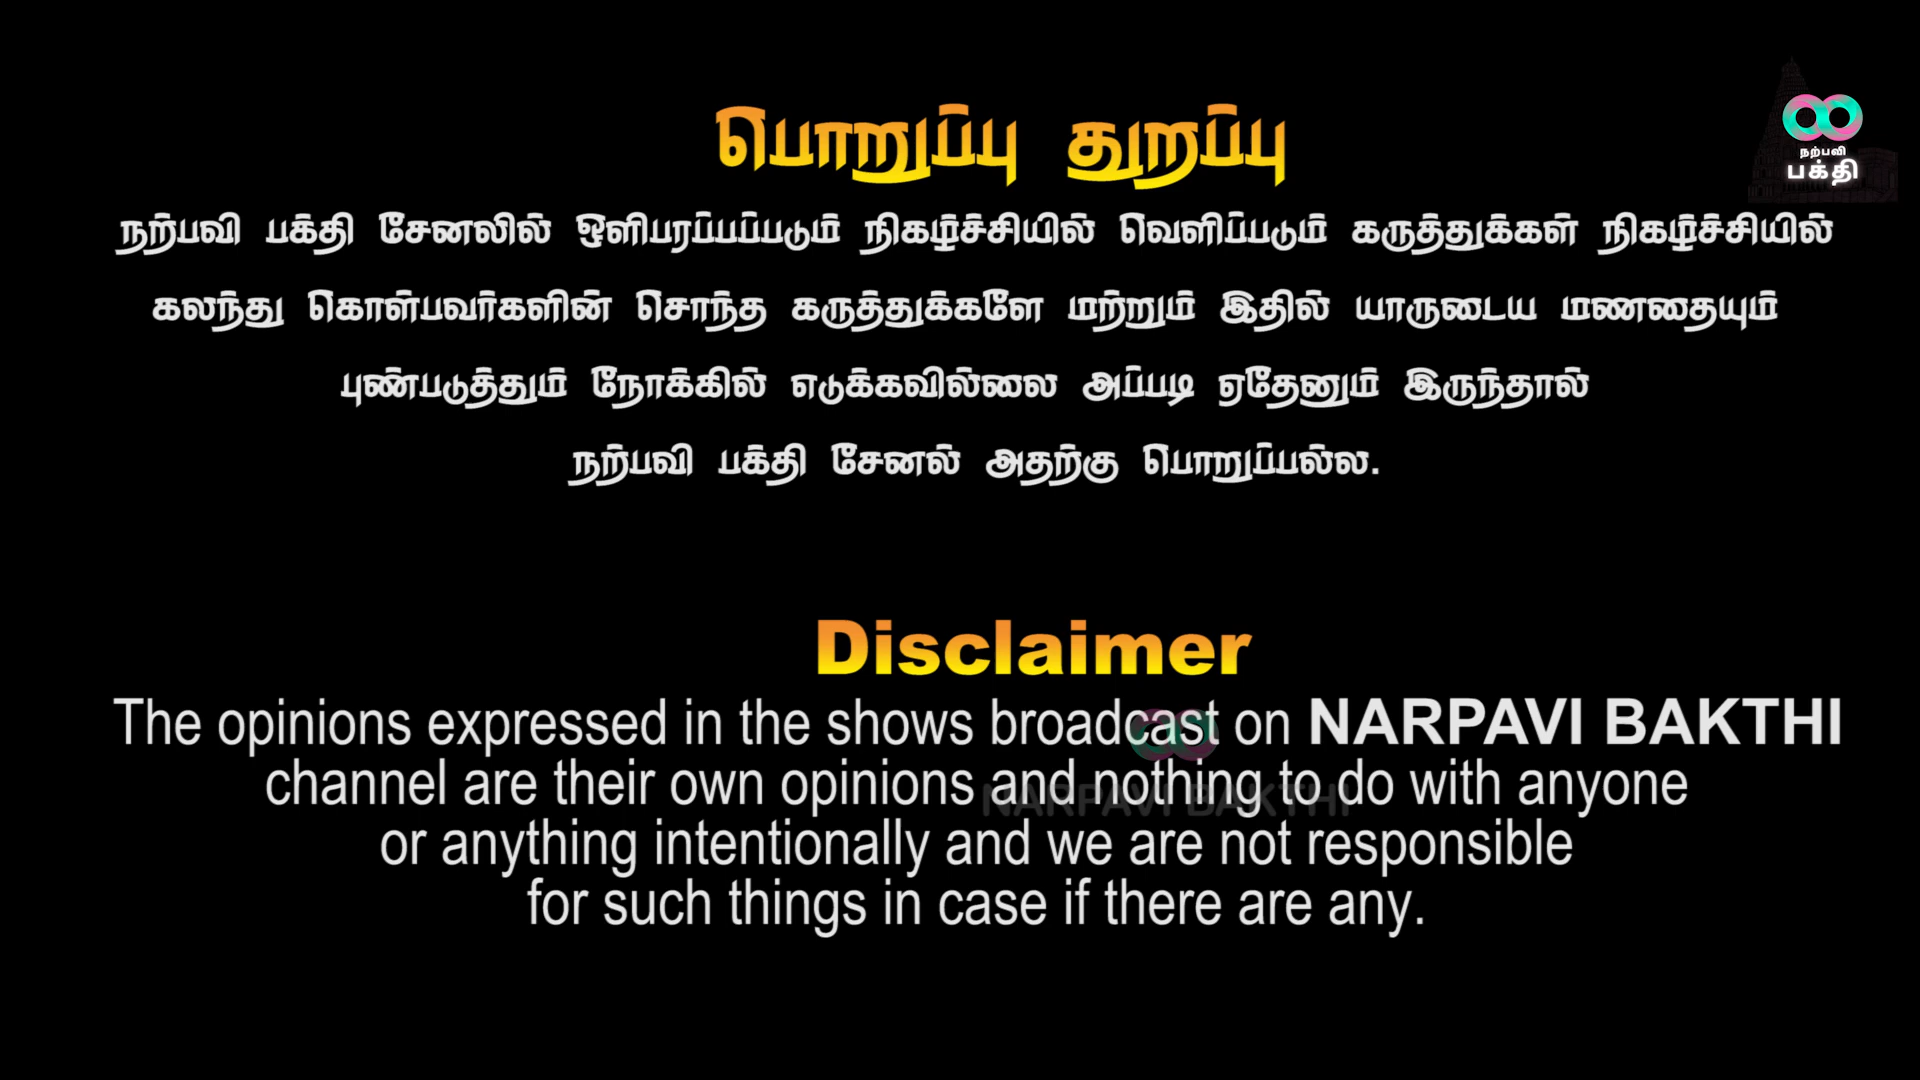 நற்பவி
பக்தி
பொறுப்பு துறப்பு
நற்பவி பக்தி சேனலில் ஒளிபரப்பப்படும் நிகழ்ச்சியில் வெளிப்படும் கருத்துக்கள் நிகழ்ச்சியில்
கலந்து கொள்பவர்களின் சொந்த கருத்துக்களே மற்றும் இதில் யாருடைய மணதையும்
புண்படுத்தும் நோக்கில் எடுக்கவில்லை அப்படி ஏதேனும் இருந்தால்
நற்பவி பக்தி சேனல் அதற்கு பொறுப்பல்ல.
Disclaimer
The opinions expressed in the shows broadcast on NARPAVI BAKTHI
channel are their own opinions and nothing to do with anyone
or anything intentionally and we are not responsible
for such things in case if there are any.
NARPAVI BAKTHI